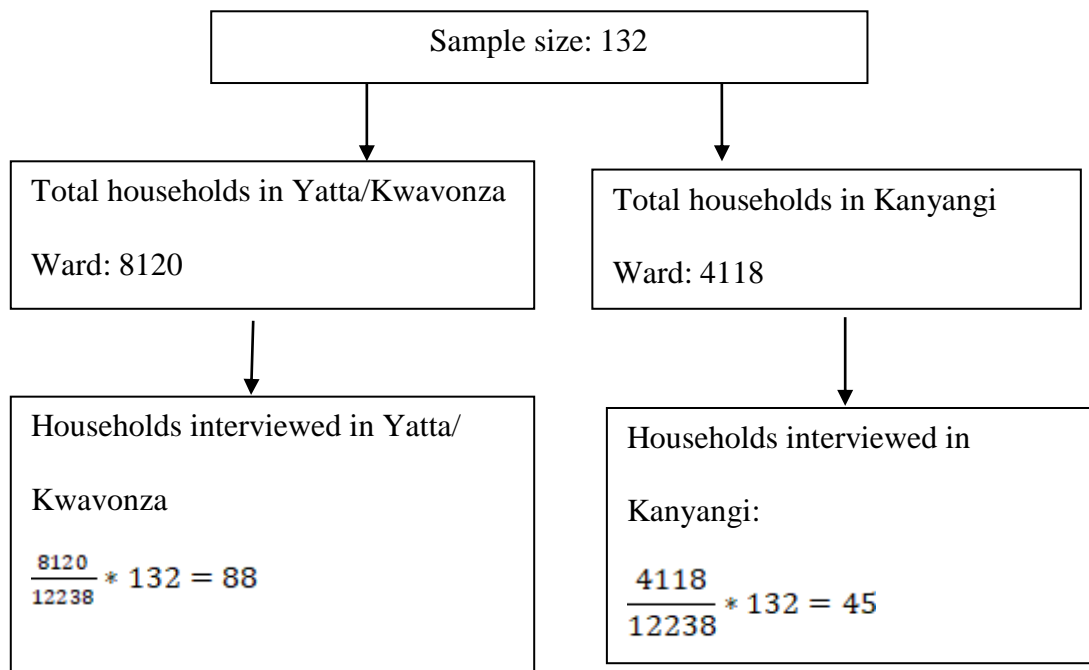 Sample size: 132
Total households in Yatta/Kwavonza
Ward: 8120
Total households in Kanyangi
Ward: 4118
Households interviewed in Yatta/
Kwavonza
8120/12238 * 132 = 88
Households interviewed in
Kanyangi:
4118/12238 * 132 = 45